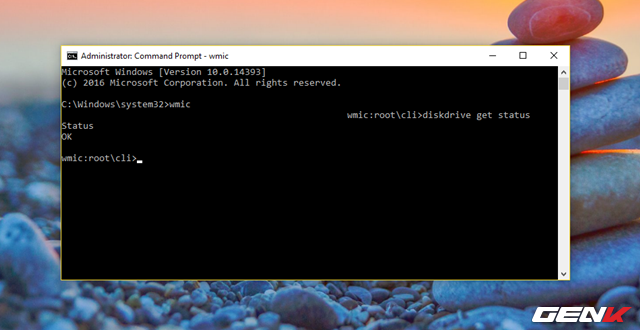 Administrator: Command Prompt - wmic
Microsoft Windows [Version 10.0.14393]
(c) 2016 Microsoft Corporation. All rights reserved.
C:\Windows\system32>wmic
wmic:root\cli>diskdrive get status
Status
OK
wmic:root\cli>
GENK